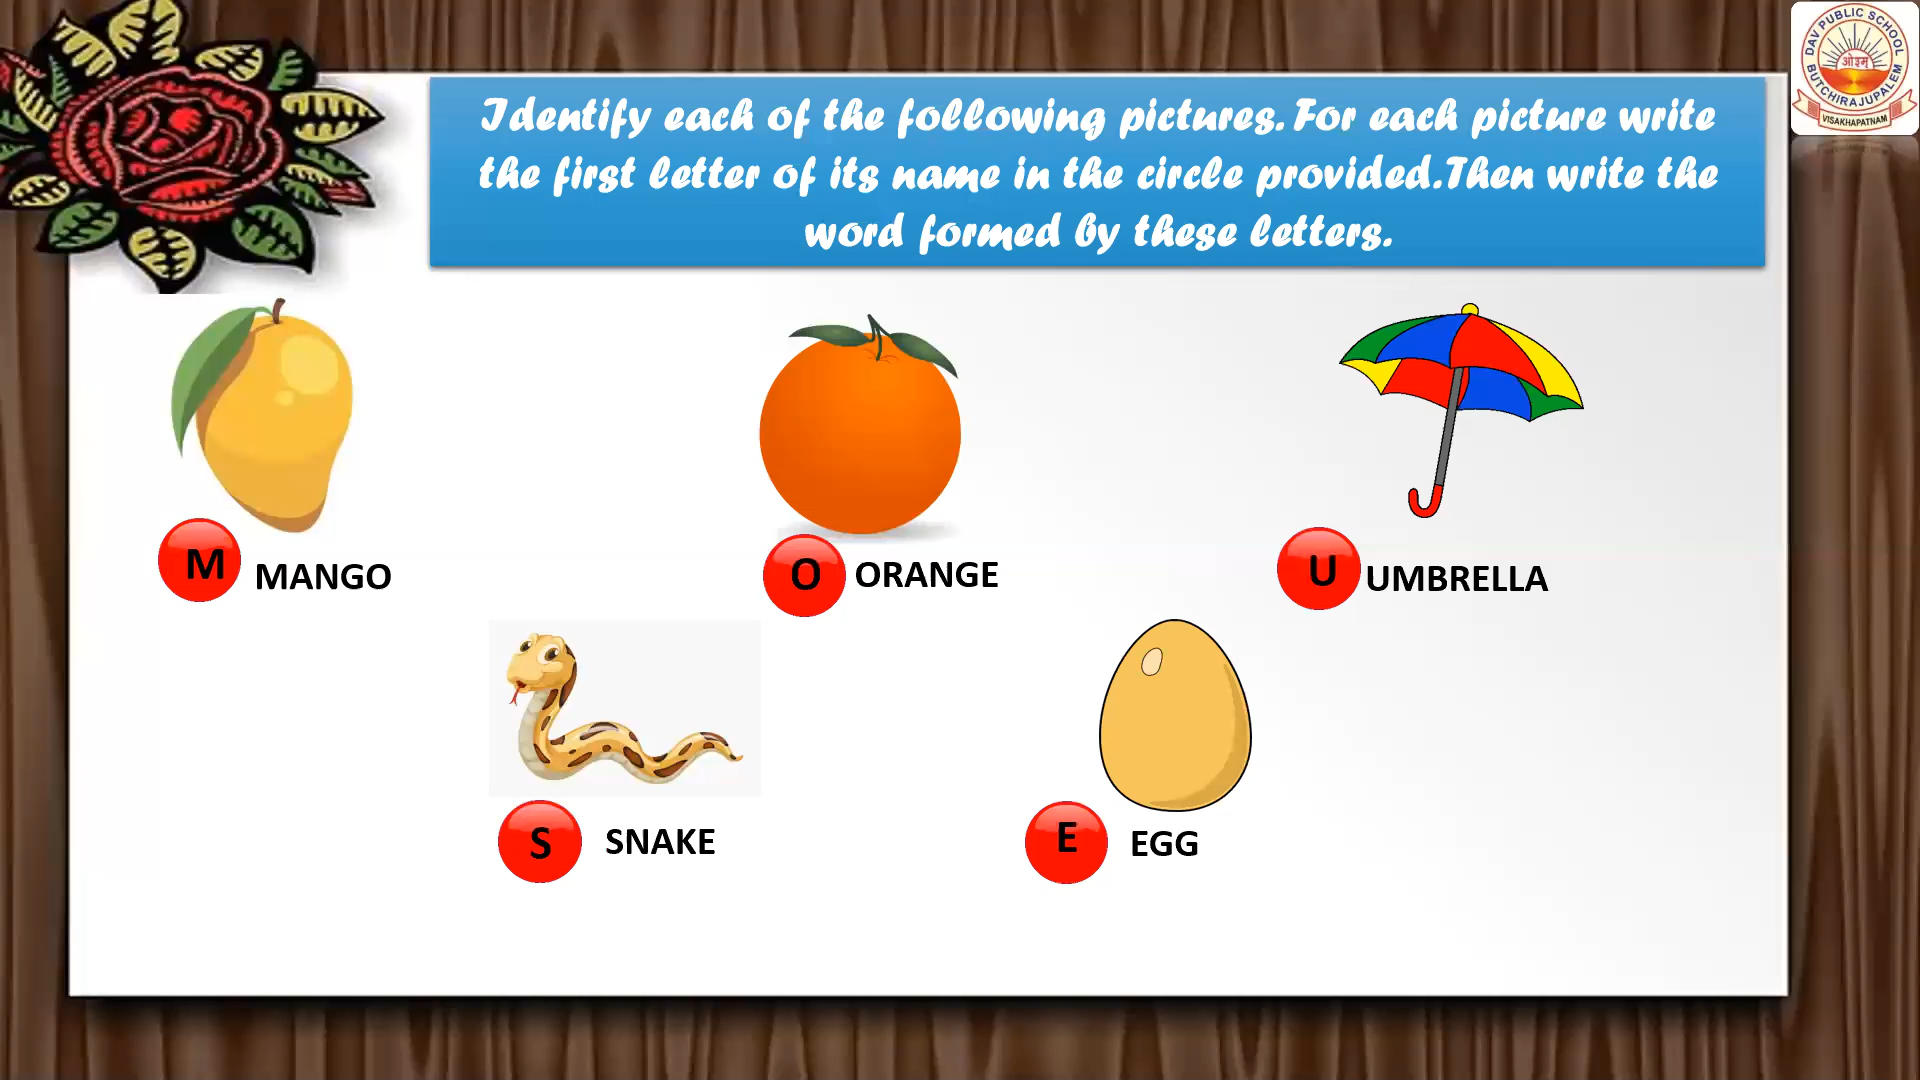 Identify each of the following pictures. For each picture write
the first letter of its name in the circle provided.Then write the
word formed by these letters.
DAV PUBLIC SCHOOL
ओ३म्
BUTCHIRAJUPALEM
VISAKHAPATNAM
M MANGO
O ORANGE
U UMBRELLA
S SNAKE
E EGG